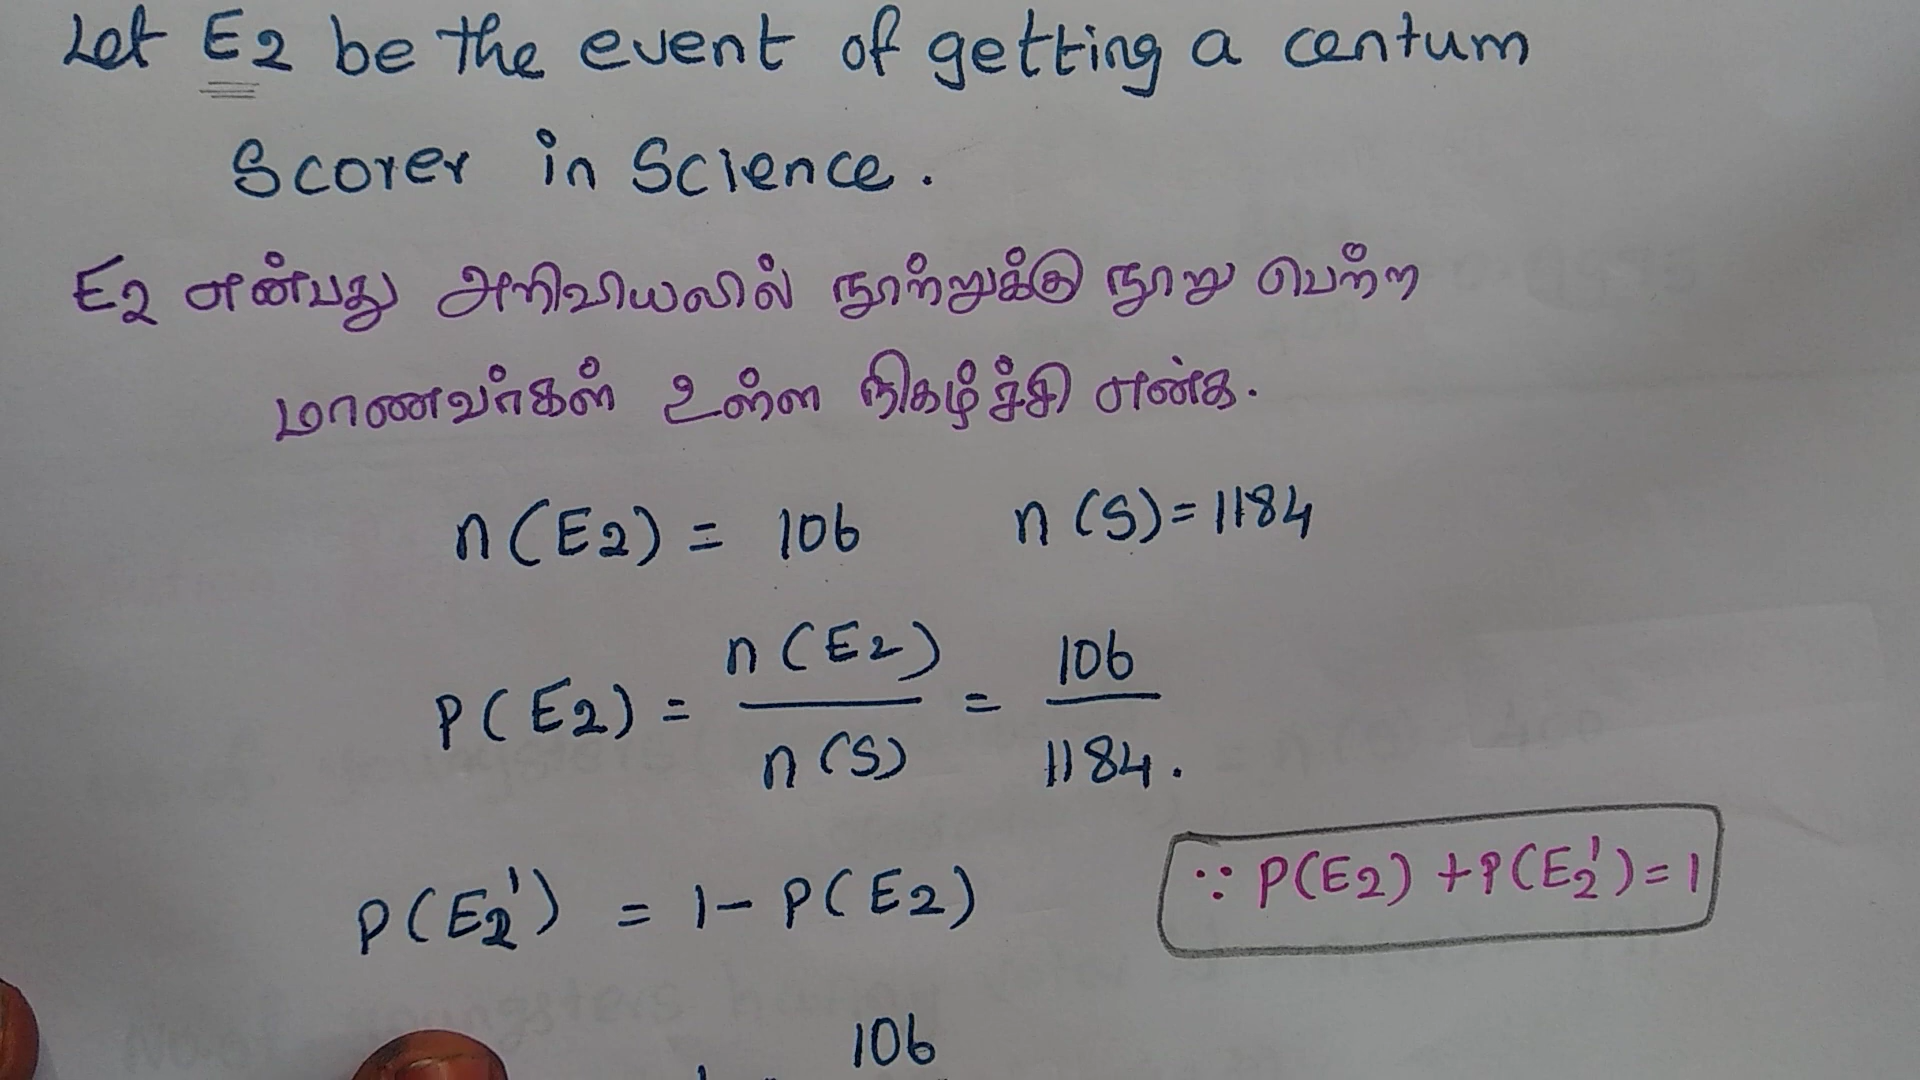 Let E2 be the event of getting a centum
Scorer in Science.
E2 என்பது அறிவியலில் நூற்றுக்கு நூறு பெற்ற
மாணவர்கள் உள்ள நிகழ்ச்சி என்க.
n(E2) = 106 n(S) = 1184
P(E2) = n(E2) / n(S) = 106 / 1184.
P(E2') = 1 - P(E2) ∵ P(E2) + P(E2') = 1
106